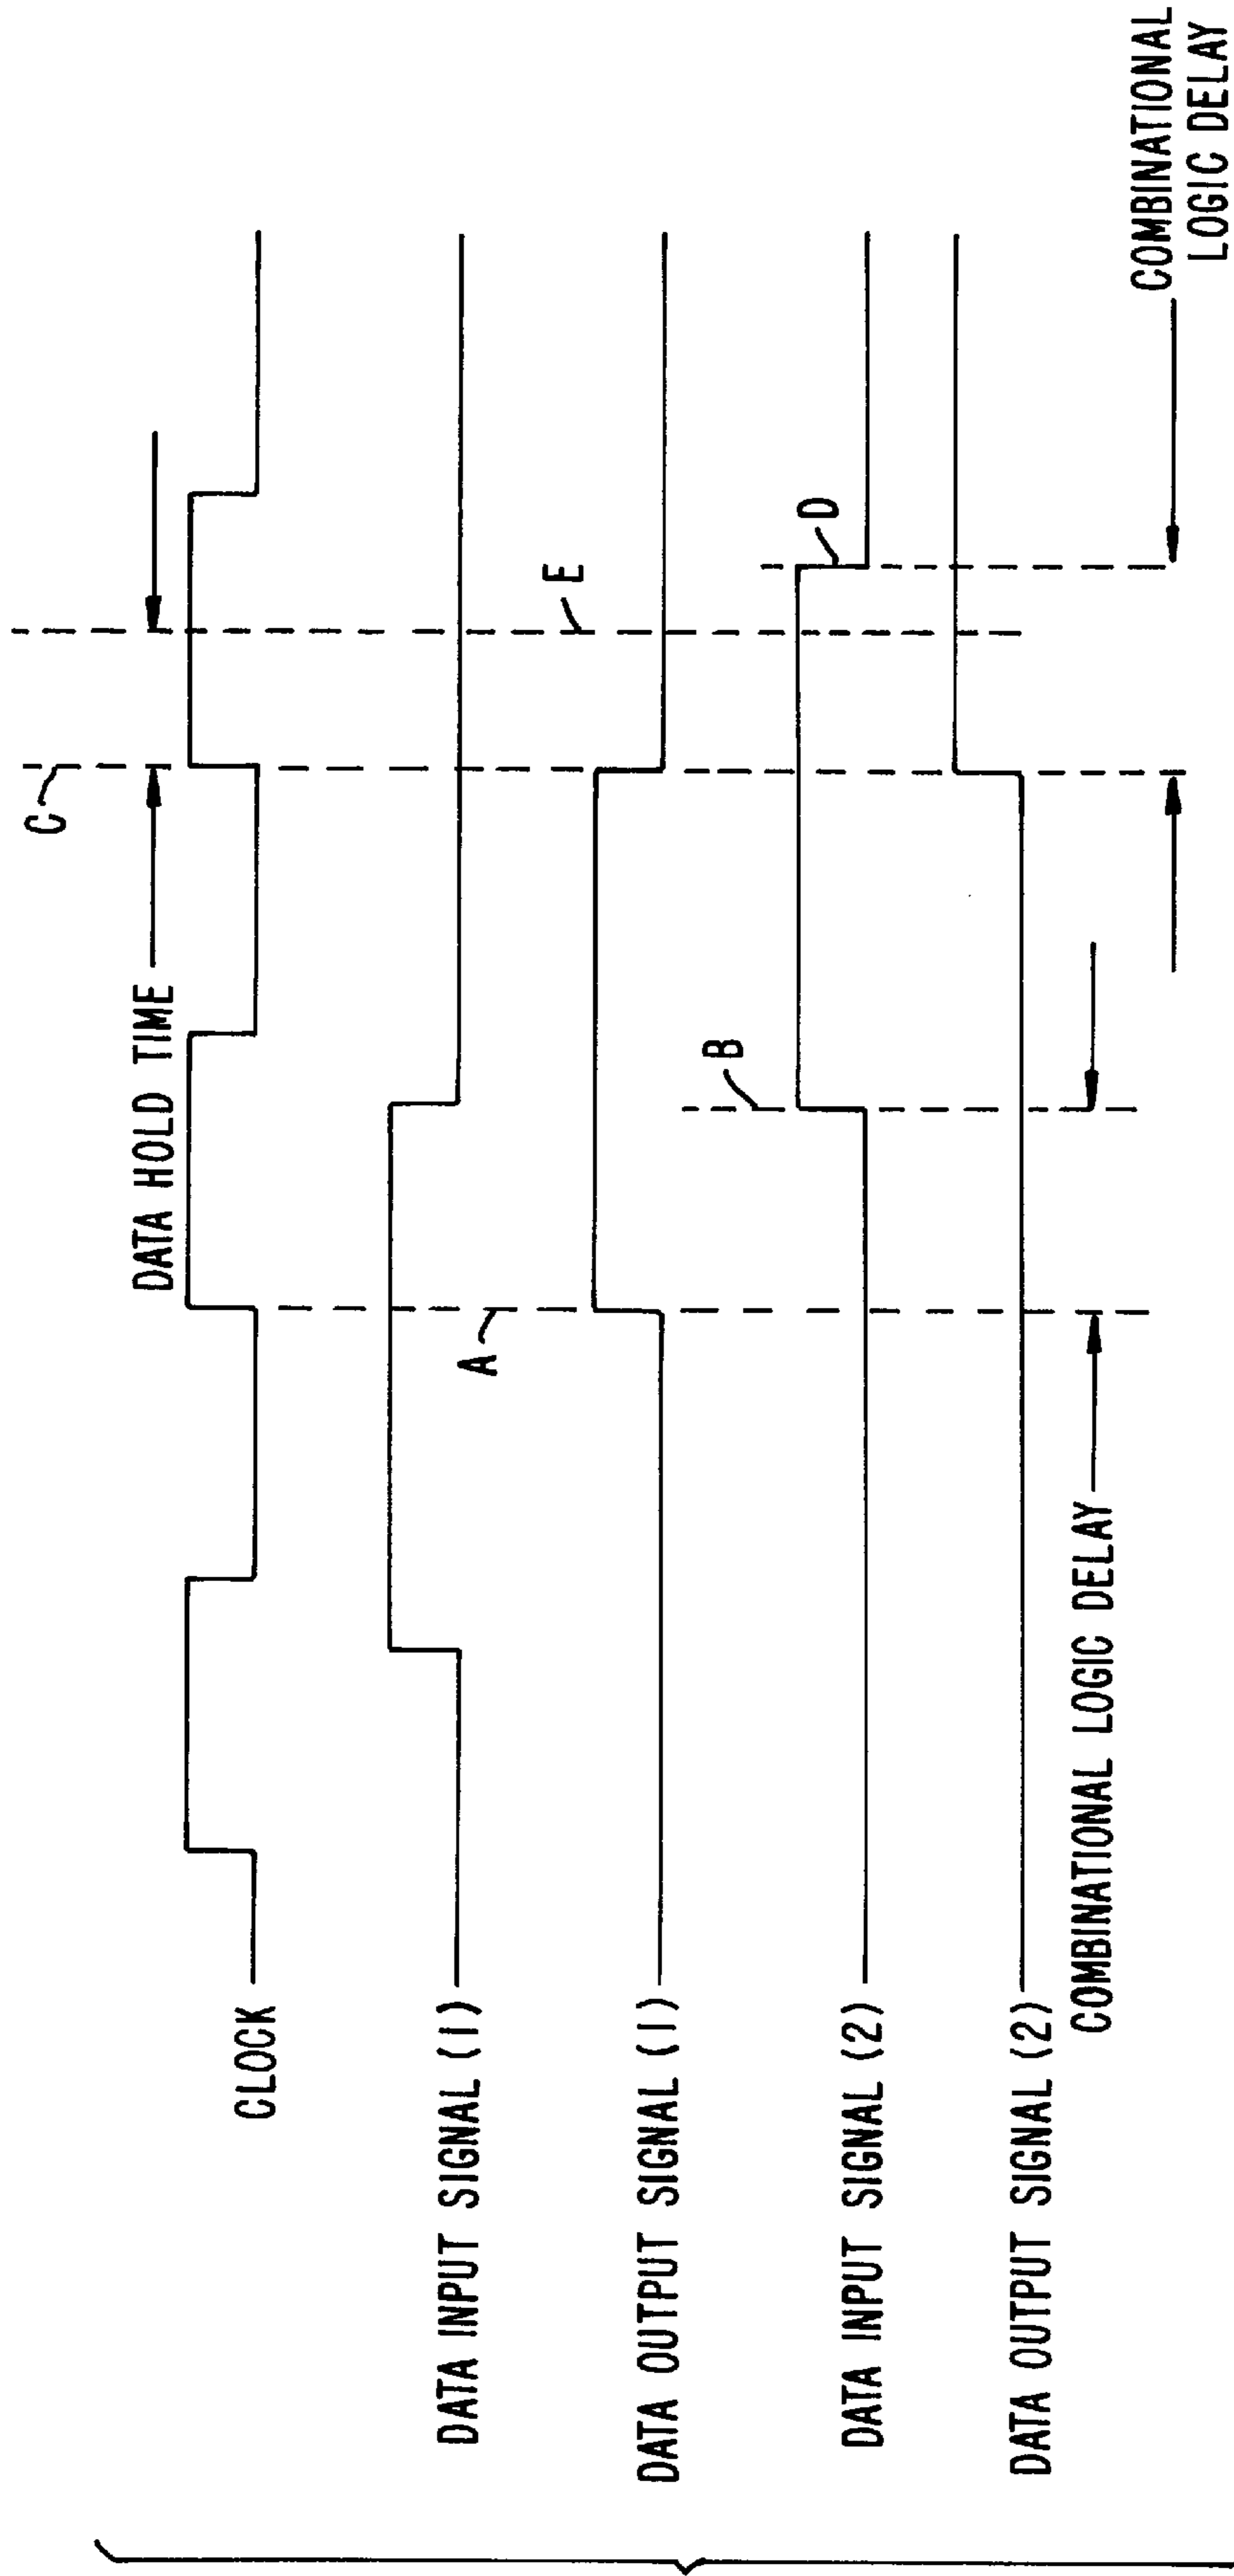 C
DATA HOLD TIME
CLOCK
A
E
DATA INPUT SIGNAL (1)
DATA OUTPUT SIGNAL (1)
B
D
DATA INPUT SIGNAL (2)
DATA OUTPUT SIGNAL (2)
COMBINATIONAL LOGIC DELAY
COMBINATIONAL
LOGIC DELAY